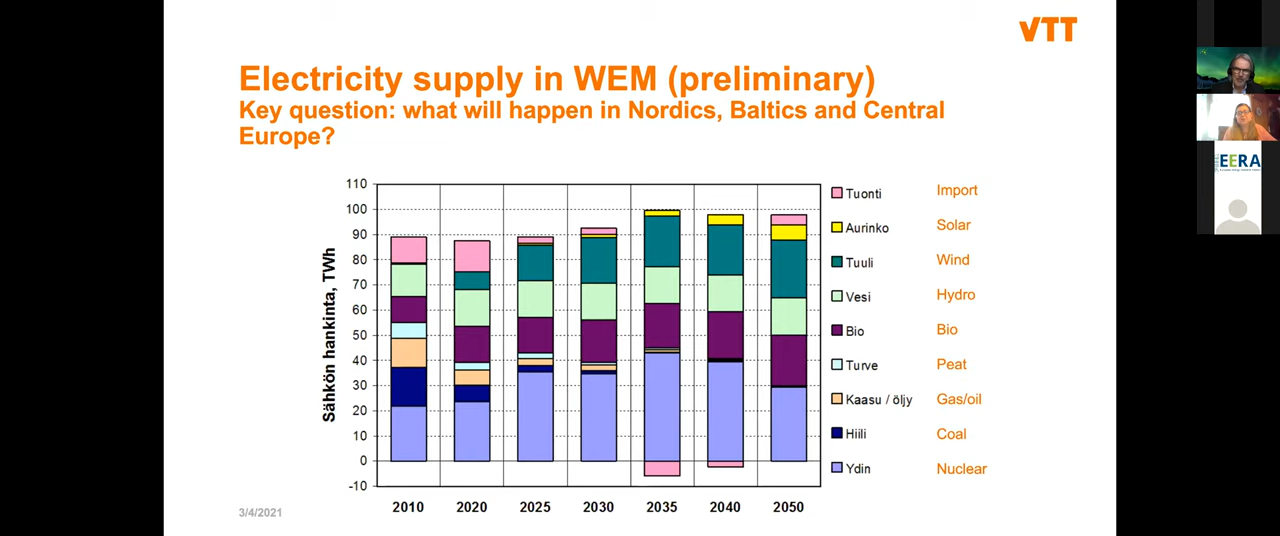 VTT
Electricity supply in WEM (preliminary)
Key question: what will happen in Nordics, Baltics and Central
Europe?
Sähkön hankinta, TWh
110
100
90
80
70
60
50
40
30
20
10
0
-10
2010 2020 2025 2030 2035 2040 2050
Tuonti Import
Aurinko Solar
Tuuli Wind
Vesi Hydro
Bio Bio
Turve Peat
Kaasu / öljy Gas/oil
Hiili Coal
Ydin Nuclear
3/4/2021
EERA